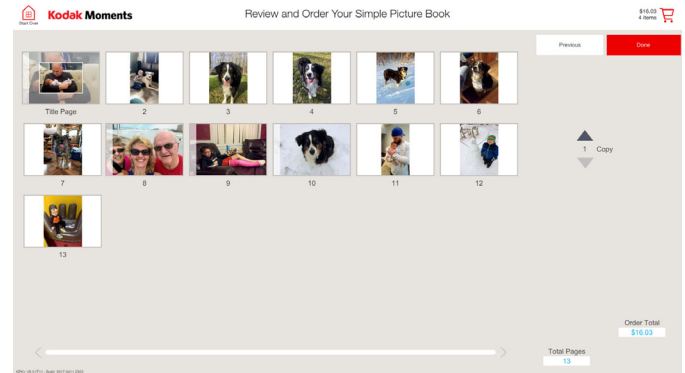 Start Over
Kodak Moments
Review and Order Your Simple Picture Book
$16.03
4 items
Previous
Done
Title Page
2
3
4
5
6
1 Copy
7
8
9
10
11
12
13
Order Total
$16.03
Total Pages
13